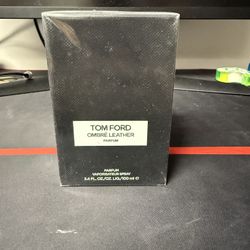 TOM FORD
OMBRÉ LEATHER
PARFUM
PARFUM
VAPORISATEUR SPRAY
3.4 FL.OZ./OZ. LIQ./100 ml ℮